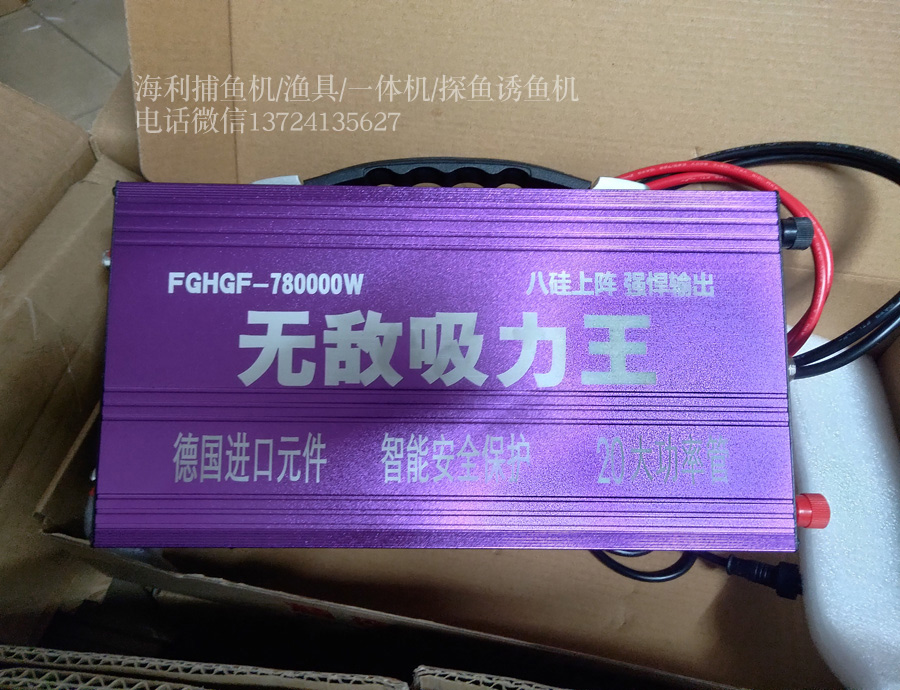 海利捕鱼机/渔具/一体机/探鱼诱鱼机
电话微信13724135627
FGHGF-780000W
八硅上阵 强悍输出
无敌吸力王
德国进口元件 智能安全保护 20大功率管